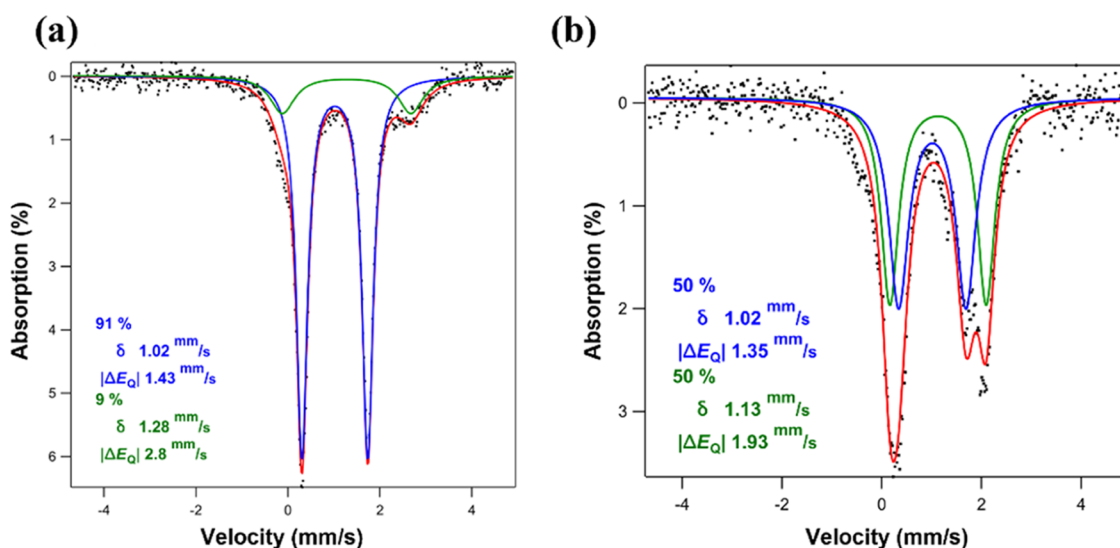 (a)
0
1
2
3
4
5
6
Absorption (%)
91 %
δ 1.02 mm/s
|ΔEQ| 1.43 mm/s
9 %
δ 1.28 mm/s
|ΔEQ| 2.8 mm/s
-4 -2 0 2 4
Velocity (mm/s)
(b)
0
1
2
3
Absorption (%)
50 %
δ 1.02 mm/s
|ΔEQ| 1.35 mm/s
50 %
δ 1.13 mm/s
|ΔEQ| 1.93 mm/s
-4 -2 0 2 4
Velocity (mm/s)